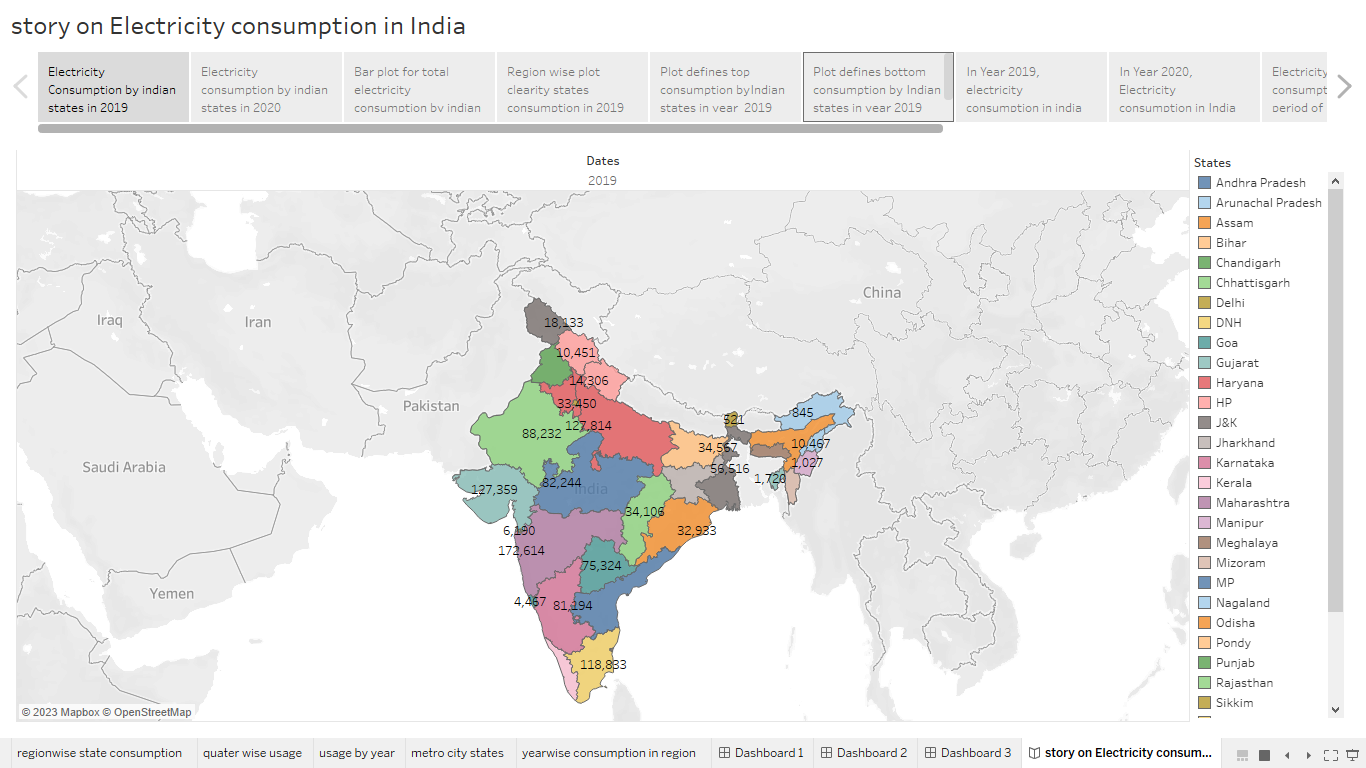 story on Electricity consumption in India
Electricity
Consumption by indian
states in 2019
Electricity
consumption by indian
states in 2020
Bar plot for total
electricity
consumption by indian
Region wise plot
clearity states
consumption in 2019
Plot defines top
consumption byIndian
states in year 2019
Plot defines bottom
consumption by Indian
states in year 2019
In Year 2019,
electricity
consumption in india
In Year 2020,
Electricity
consumption in India
Electricity
consumpt
period of
Dates
2019
Iraq
Iran
China
Pakistan
Saudi Arabia
Yemen
India
18,133
10,451
14,306
33,450
127,814
88,232
521
845
34,567
10,467
1,027
56,516
1,720
82,244
127,359
34,106
6,190
32,933
172,614
75,324
4,467
81,194
118,833
© 2023 Mapbox © OpenStreetMap
States
Andhra Pradesh
Arunachal Pradesh
Assam
Bihar
Chandigarh
Chhattisgarh
Delhi
DNH
Goa
Gujarat
Haryana
HP
J&K
Jharkhand
Karnataka
Kerala
Maharashtra
Manipur
Meghalaya
Mizoram
MP
Nagaland
Odisha
Pondy
Punjab
Rajasthan
Sikkim
regionwise state consumption
quater wise usage
usage by year
metro city states
yearwise consumption in region
Dashboard 1
Dashboard 2
Dashboard 3
story on Electricity consum...